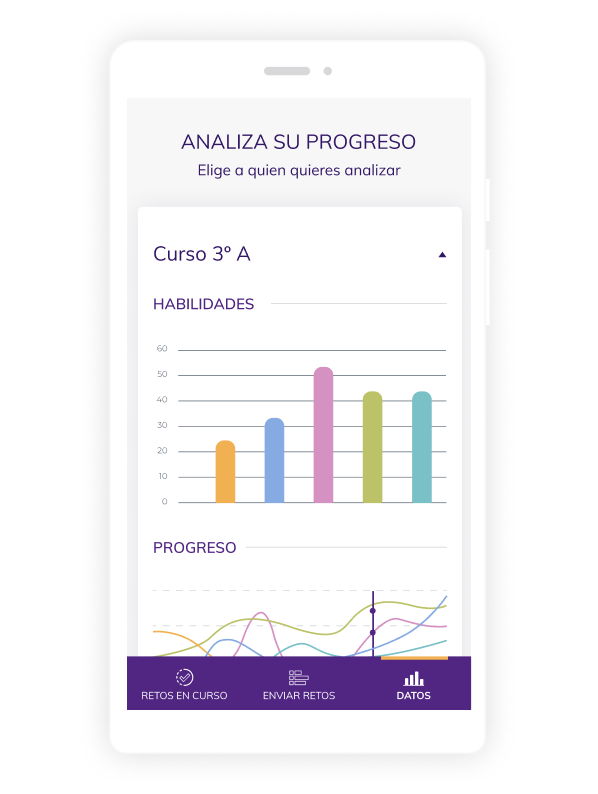 ANALIZA SU PROGRESO
Elige a quien quieres analizar
Curso 3º A
HABILIDADES
60
50
40
30
20
10
0
PROGRESO
RETOS EN CURSO
ENVIAR RETOS
DATOS